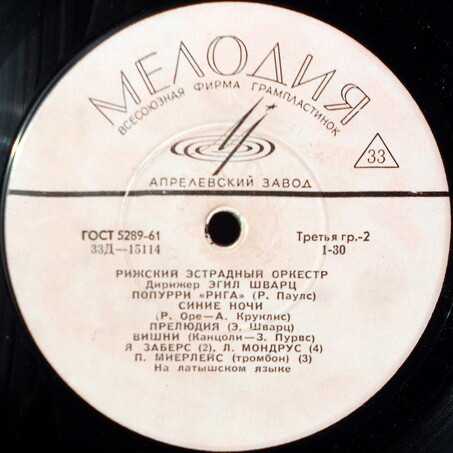 МЕЛОДИЯ
ВСЕСОЮЗНАЯ ФИРМА ГРАМПЛАСТИНОК
33
АПРЕЛЕВСКИЙ ЗАВОД
ГОСТ 5289-61 Третья гр.-2
33Д—15114 1-30
РИЖСКИЙ ЭСТРАДНЫЙ ОРКЕСТР
Дирижер ЭГИЛ ШВАРЦ
ПОПУРРИ «РИГА» (Р. Паулс)
СИНИЕ НОЧИ
(Р. Оре—А. Круклис)
ПРЕЛЮДИЯ (Э. Шварц)
ВИШНИ (Канцоли—З. Пурвс)
Я ЗАБЕРС (2), Л. МОНДРУС (4)
П. МИЕРЛЕЙС (тромбон) (3)
На латышском языке